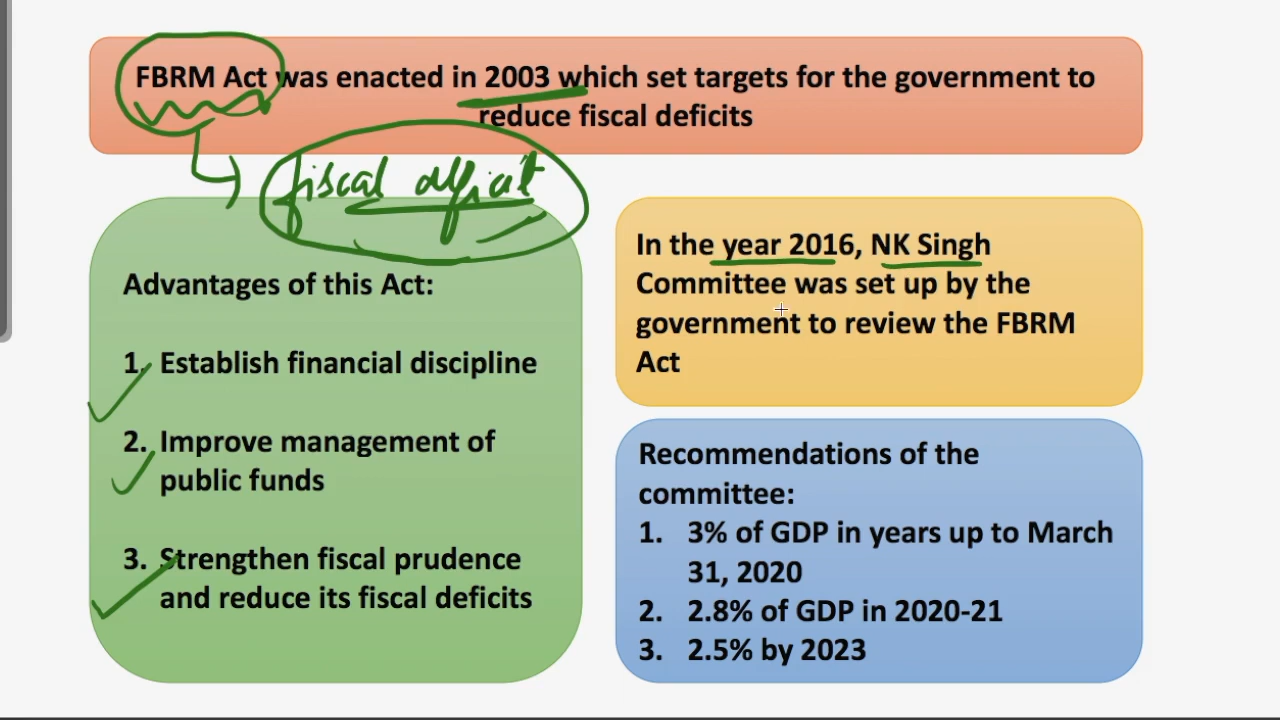 FBRM Act was enacted in 2003 which set targets for the government to
reduce fiscal deficits
fiscal deficit
Advantages of this Act:
1. Establish financial discipline
2. Improve management of
public funds
3. Strengthen fiscal prudence
and reduce its fiscal deficits
In the year 2016, NK Singh
Committee was set up by the
government to review the FBRM
Act
Recommendations of the
committee:
1. 3% of GDP in years up to March
31, 2020
2. 2.8% of GDP in 2020-21
3. 2.5% by 2023